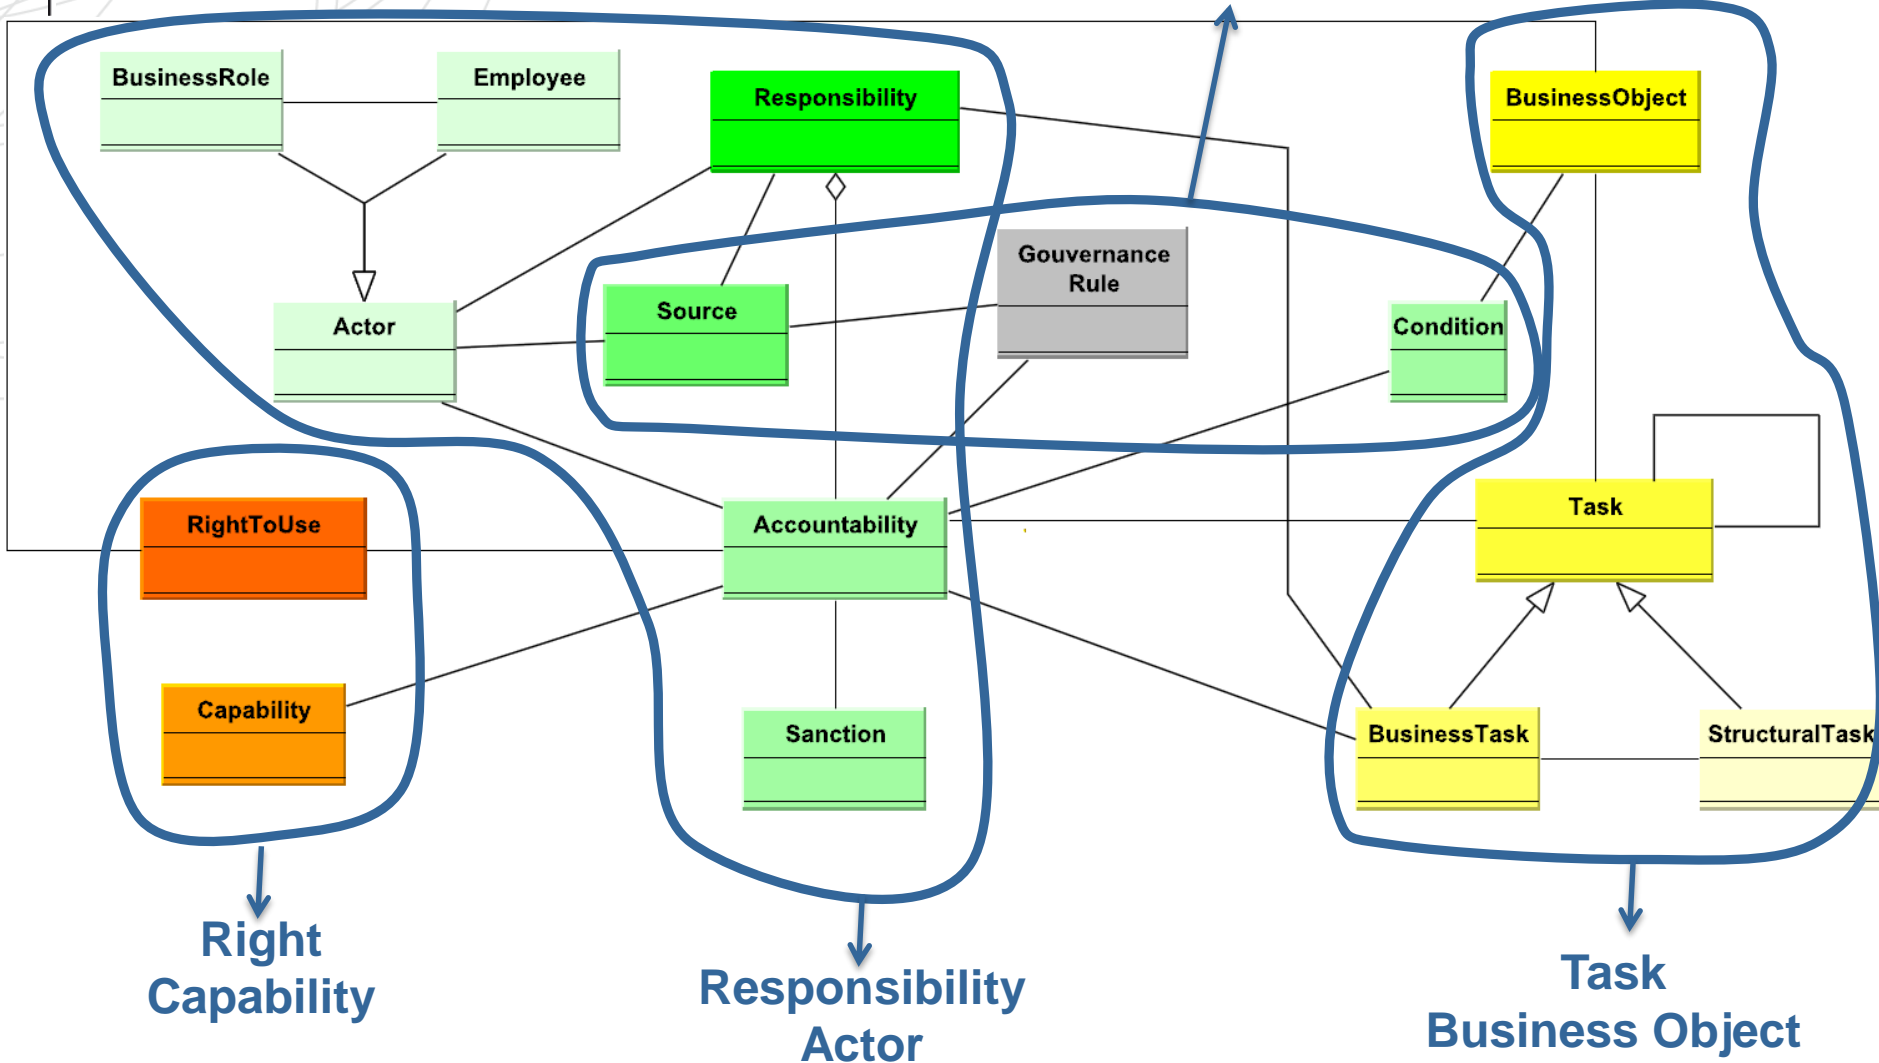 BusinessRole
Employee
Responsibility
BusinessObject
Gouvernance
Rule
Source
Actor
Condition
RightToUse
Accountability
Task
Capability
Sanction
BusinessTask
StructuralTask
Right
Capability
Responsibility
Actor
Task
Business Object